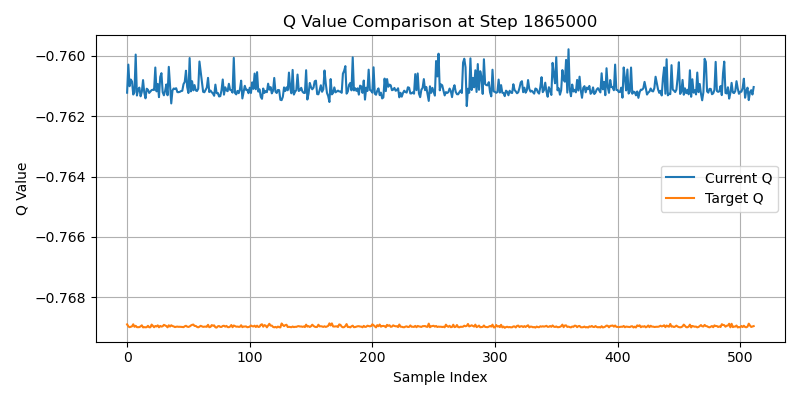 Q Value Comparison at Step 1865000
−0.760
−0.762
−0.764
−0.766
−0.768
Q Value
Current Q
Target Q
0
100
200
300
400
500
Sample Index